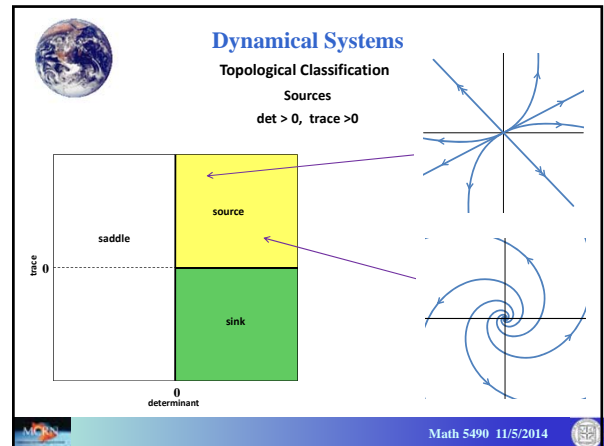 Dynamical Systems
Topological Classification
Sources
det > 0, trace >0
source
saddle
trace
0
sink
0
determinant
MCRN
Math 5490 11/5/2014